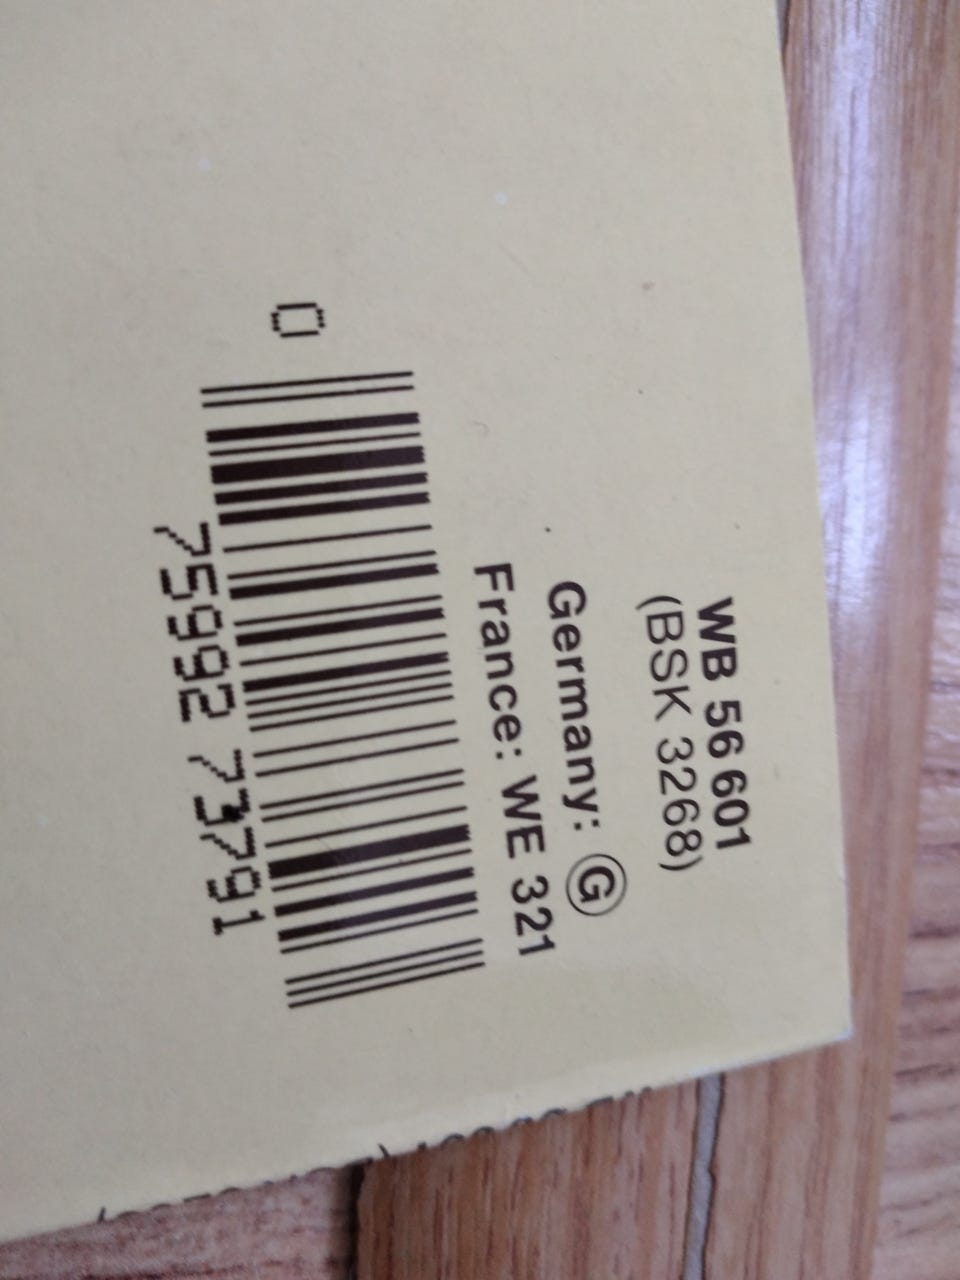 WB 56 601
(BSK 3268)
Germany: Ⓖ
France: WE 321
0
75992 73791